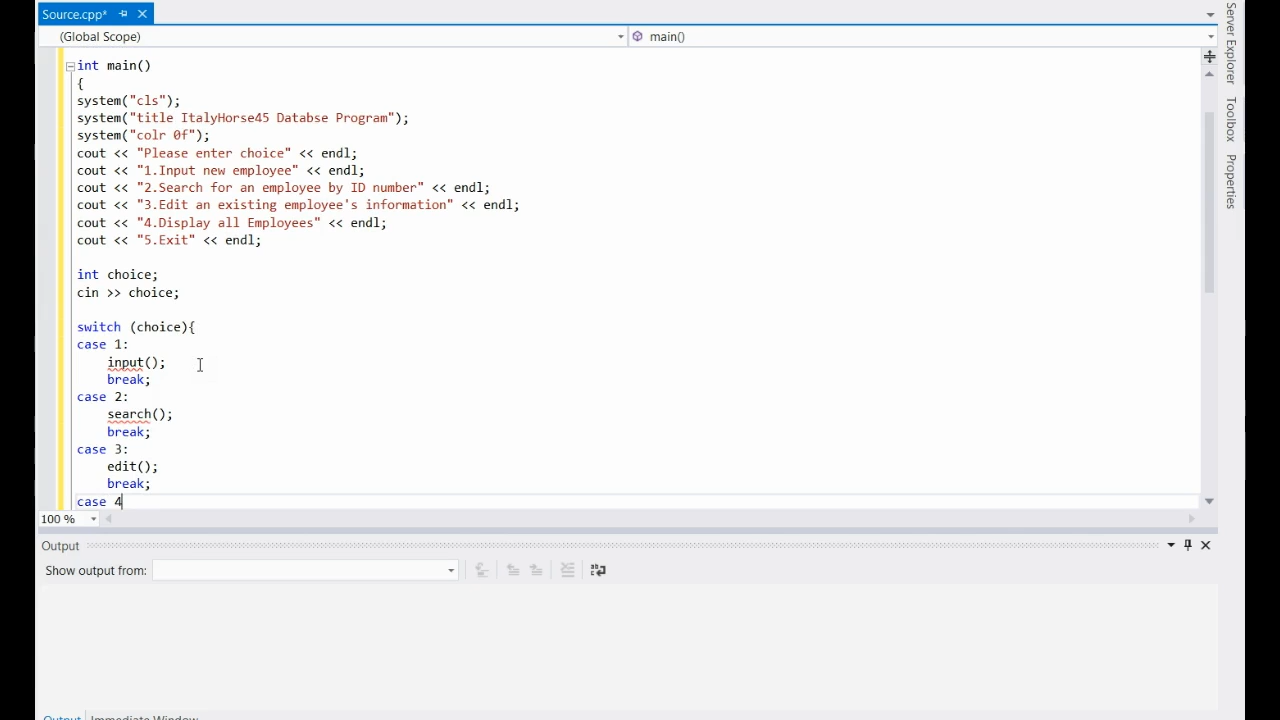 Source.cpp*
(Global Scope) main()
int main()
{
system("cls");
system("title ItalyHorse45 Databse Program");
system("colr 0f");
cout << "Please enter choice" << endl;
cout << "1.Input new employee" << endl;
cout << "2.Search for an employee by ID number" << endl;
cout << "3.Edit an existing employee's information" << endl;
cout << "4.Display all Employees" << endl;
cout << "5.Exit" << endl;
int choice;
cin >> choice;
switch (choice){
case 1:
input();
break;
case 2:
search();
break;
case 3:
edit();
break;
case 4
100 %
Output
Show output from:
Output Immediate Window
Server Explorer
Toolbox
Properties